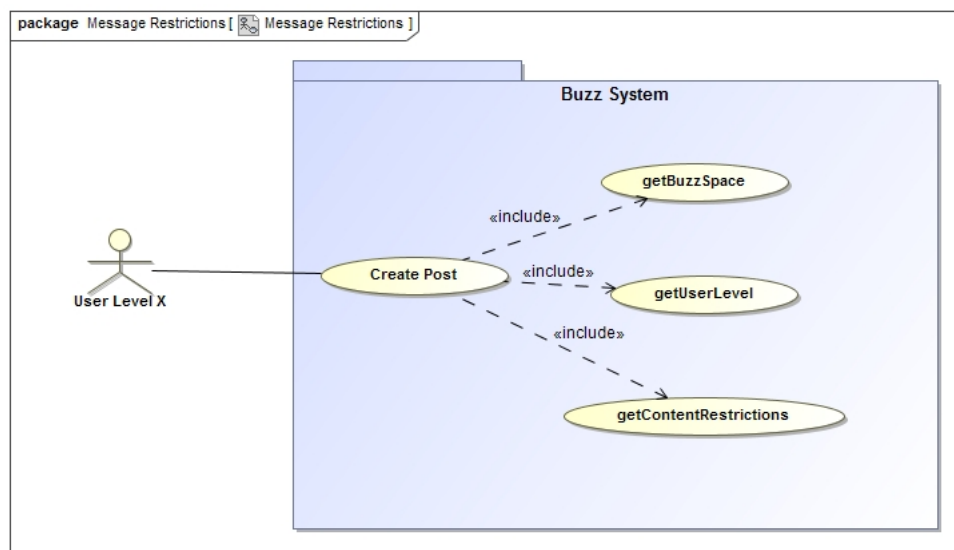 package Message Restrictions [ Message Restrictions ]
Buzz System
getBuzzSpace
«include»
Create Post
«include»
getUserLevel
User Level X
«include»
getContentRestrictions